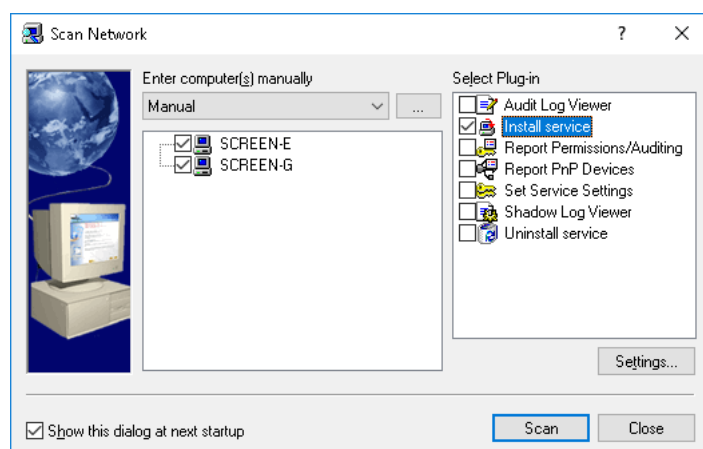 Scan Network
?
Enter computer(s) manually
Manual
...
SCREEN-E
SCREEN-G
Select Plug-in
Audit Log Viewer
Install service
Report Permissions/Auditing
Report PnP Devices
Set Service Settings
Shadow Log Viewer
Uninstall service
Settings...
Show this dialog at next startup
Scan
Close